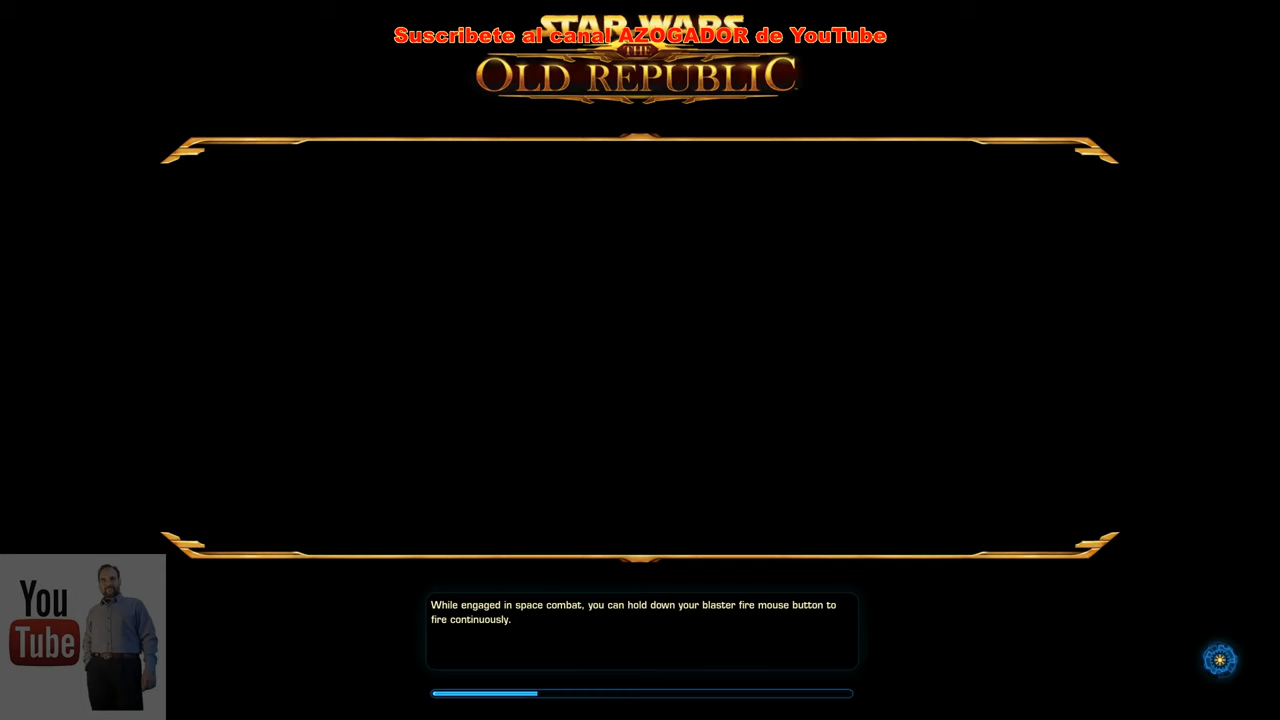 STAR WARS
Suscribete al canal AZOGADOR de YouTube
THE
OLD REPUBLIC
While engaged in space combat, you can hold down your blaster fire mouse button to
fire continuously.
You
Tube